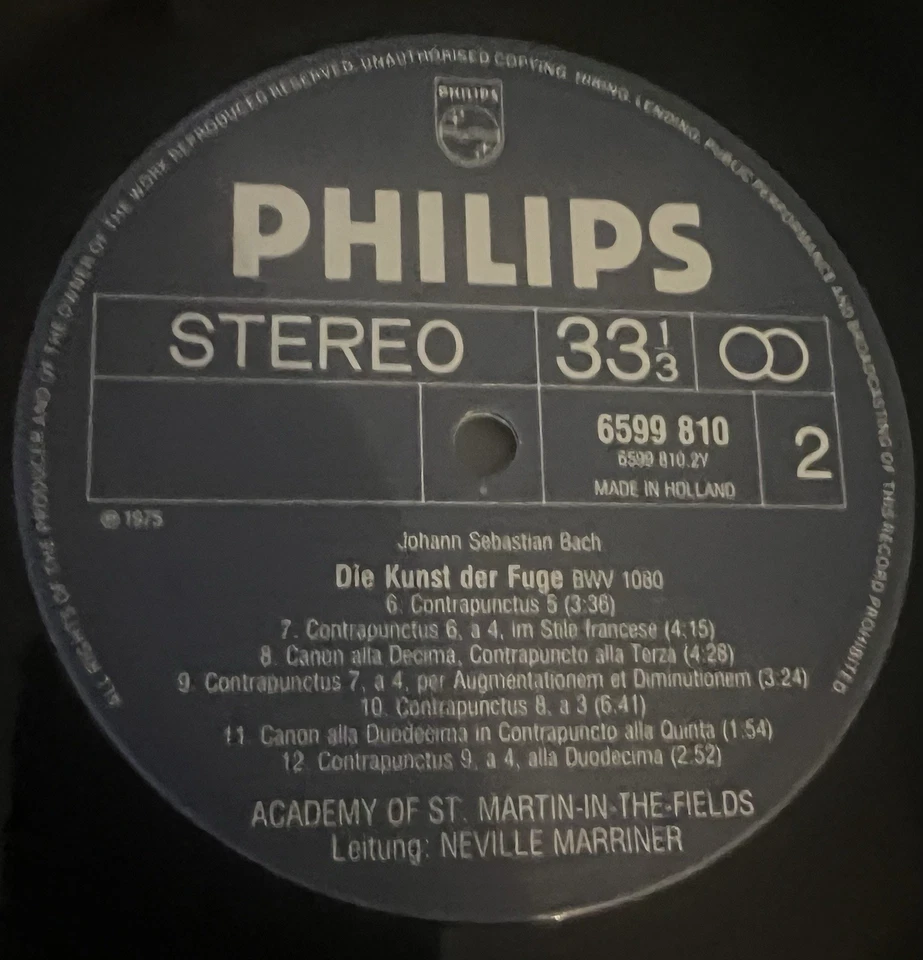 ALL RIGHTS OF THE PRODUCER AND OF THE OWNER OF THE WORK REPRODUCED RESERVED. UNAUTHORISED COPYING, HIRING, LENDING, PUBLIC PERFORMANCE AND BROADCASTING OF THIS RECORD PROHIBITED
PHILIPS
PHILIPS
STEREO 33 1/3
6599 810 2
6599 810.2Y
MADE IN HOLLAND
℗ 1975
Johann Sebastian Bach
Die Kunst der Fuge BWV 1080
6. Contrapunctus 5 (3:36)
7. Contrapunctus 6, a 4, im Stile francese (4:15)
8. Canon alla Decima, Contrapuncto alla Terza (4:28)
9. Contrapunctus 7, a 4, per Augmentationem et Diminutionem (3:24)
10. Contrapunctus 8, a 3 (6:41)
11. Canon alla Duodecima in Contrapuncto alla Quinta (1:54)
12. Contrapunctus 9, a 4, alla Duodecima (2:52)
ACADEMY OF ST. MARTIN-IN-THE-FIELDS
Leitung: NEVILLE MARRINER